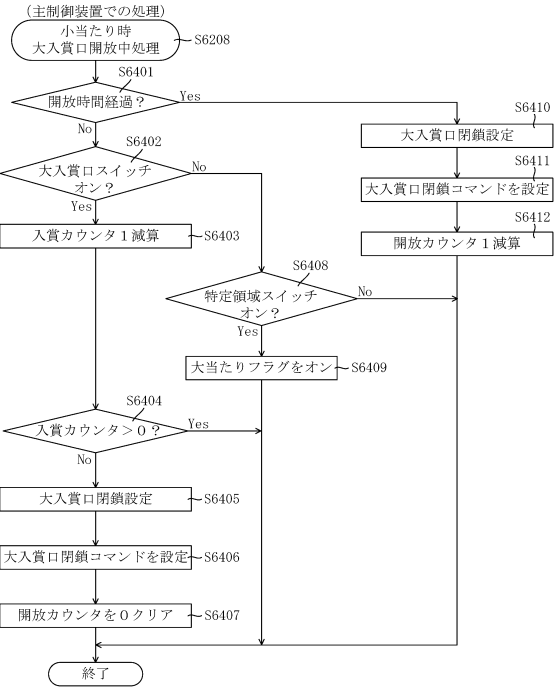 (主制御装置での処理)
小当たり時
大入賞口開放中処理
S6208
S6401
開放時間経過？
Yes
No
S6410
大入口閉鎖設定
S6402
大入賞口スイッチ
オン？
No
Yes
S6411
大入賞口閉鎖コマンドを設定
S6412
開放カウンタ１減算
入賞カウンタ１減算
S6403
S6408
特定領域スイッチ
オン？
No
Yes
大当たりフラグをオン
S6409
S6404
入賞カウンタ＞０？
Yes
No
大入賞口閉鎖設定
S6405
大入賞口閉鎖コマンドを設定
S6406
開放カウンタを０クリア
S6407
終了